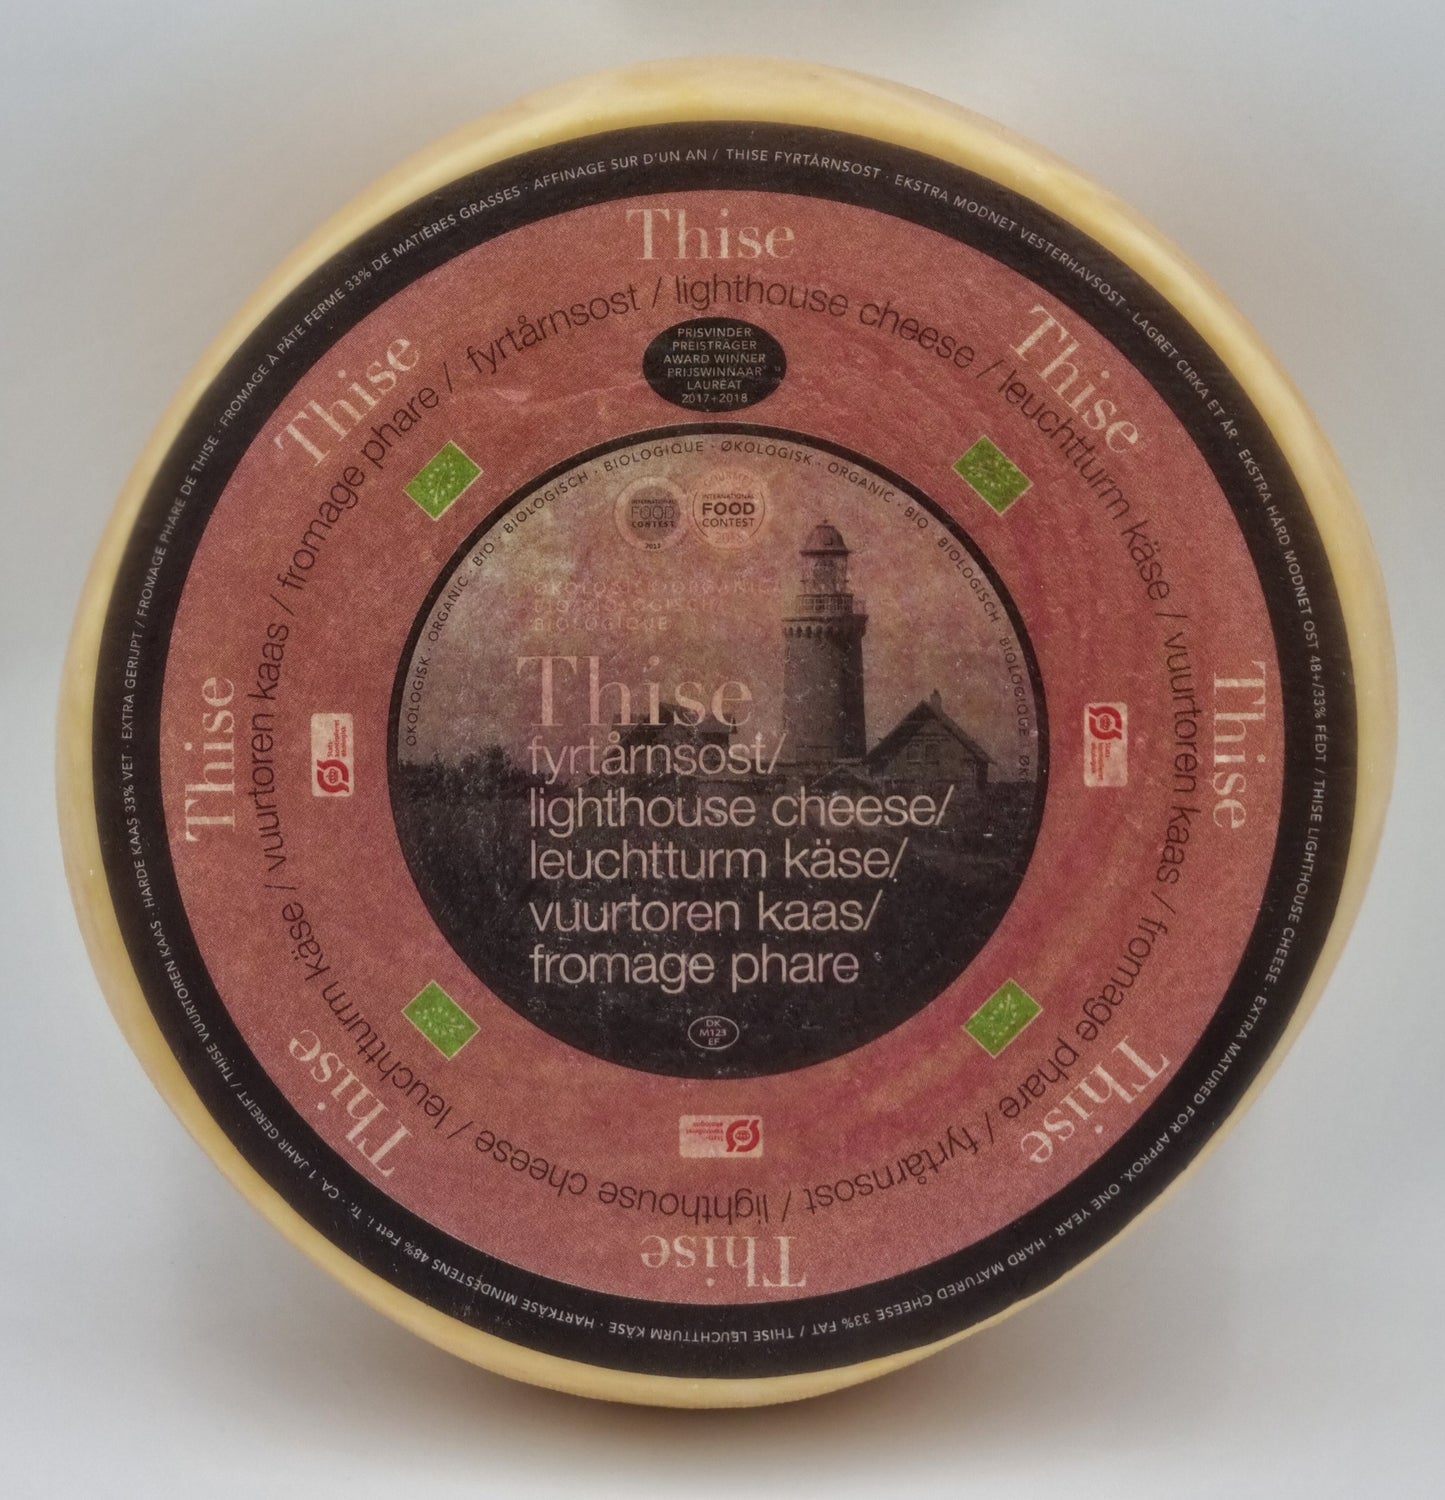 THISE FYRTÅRNSOST · EKSTRA MODNET VESTERHAVSOST · LAGRET CIRKA ET ÅR · EKSTRA HÅRD MODNET OST 48+/33% FEDT / THISE LIGHTHOUSE CHEESE · EXTRA MATURED FOR APPROX. ONE YEAR · HARD MATURED CHEESE 33% FAT / THISE LEUCHTTURM KÄSE · HARTKÄSE MINDESTENS 48% Fett i. Tr. · CA. 1 JAHR GEREIFT / THISE VUURTOREN KAAS · HARDE KAAS 33% VET · EXTRA GERIJPT / FROMAGE PHARE DE THISE · FROMAGE À PÂTE FERME 33% DE MATIÈRES GRASSES · AFFINAGE SUR D'UN AN /
Thise
Thise
Thise
Thise
Thise
Thise
Thise
Thise
fyrtårnsost / lighthouse cheese / leuchtturm käse / vuurtoren kaas / fromage phare / fyrtårnsost / lighthouse cheese / leuchtturm käse / vuurtoren kaas / fromage phare /
PRISVINDER
PREISTRÄGER
AWARD WINNER
PRIJSWINNAAR
LAURÉAT
2017+2018
ØKOLOGISK · ORGANIC · BIO · BIOLOGISCH · BIOLOGIQUE · ØKOLOGISK · ORGANIC · BIO · BIOLOGISCH · BIOLOGIQUE
INTERNATIONAL
FOOD
CONTEST
2017
INTERNATIONAL
FOOD
CONTEST
BIOLOGIQUE
Thise
fyrtårnsost/
lighthouse cheese/
leuchtturm käse/
vuurtoren kaas/
fromage phare
DK
M123
EF